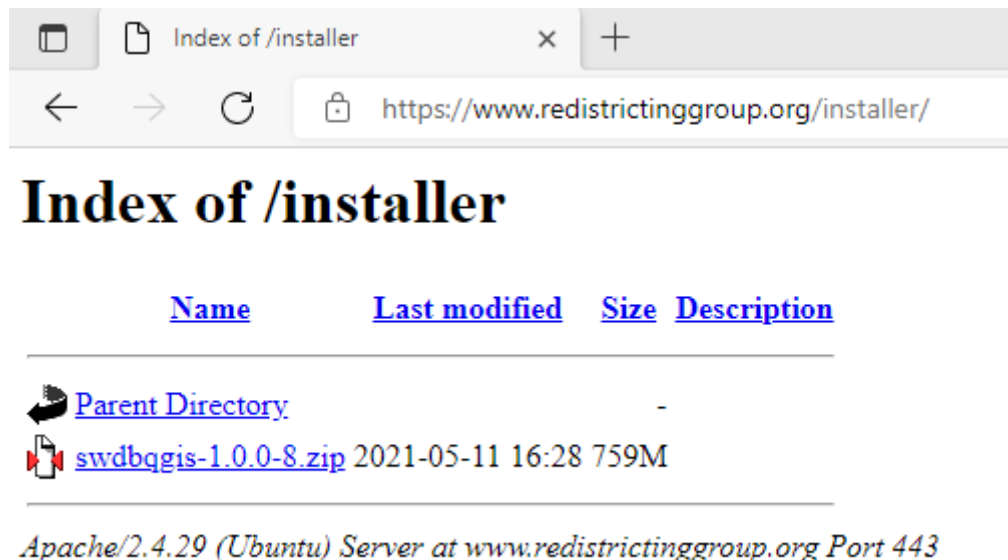 Index of /installer
https://www.redistrictinggroup.org/installer/
Index of /installer
Name Last modified Size Description
Parent Directory -
swdbqgis-1.0.0-8.zip 2021-05-11 16:28 759M
Apache/2.4.29 (Ubuntu) Server at www.redistrictinggroup.org Port 443